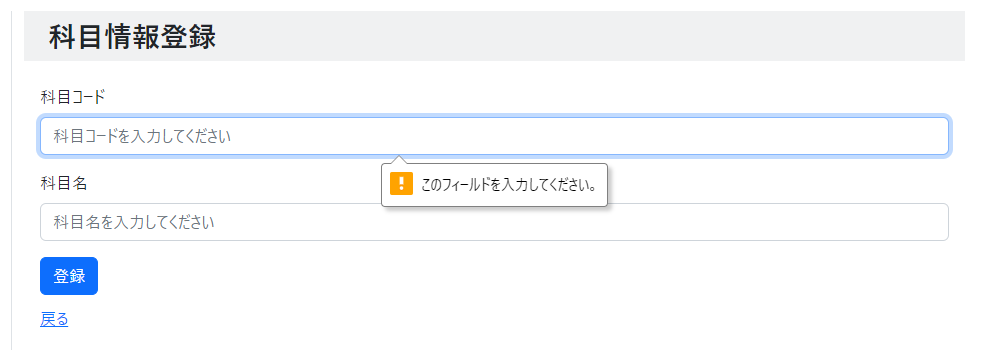 科目情報登録
科目コード
科目コードを入力してください
このフィールドを入力してください。
科目名
科目名を入力してください
登録
戻る